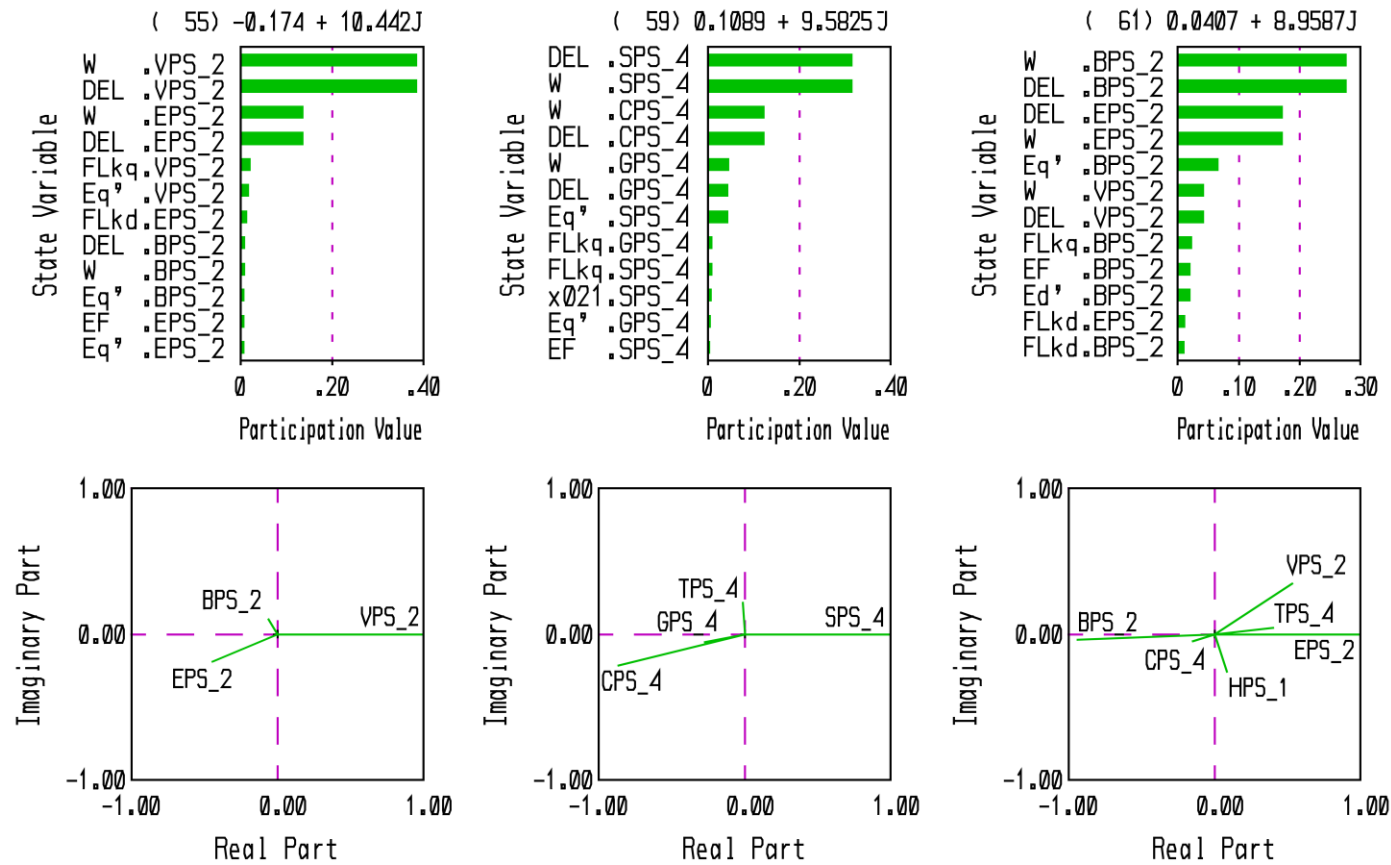 ( 55) -0.174 + 10.442J
W .VPS_2
DEL .VPS_2
W .EPS_2
DEL .EPS_2
FLkq.VPS_2
Eq' .VPS_2
FLkd.EPS_2
DEL .BPS_2
W .BPS_2
Eq' .BPS_2
EF .BPS_2
Eq' .EPS_2
State Variable
0 .20 .40
Participation Value
( 59) 0.1089 + 9.5825J
DEL .SPS_4
W .SPS_4
W .CPS_4
DEL .CPS_4
W .GPS_4
DEL .GPS_4
Eq' .SPS_4
FLkq.GPS_4
FLkq.SPS_4
x021.SPS_4
Eq' .GPS_4
EF .SPS_4
State Variable
0 .20 .40
Participation Value
( 61) 0.0407 + 8.9587J
W .BPS_2
DEL .BPS_2
DEL .EPS_2
W .EPS_2
Eq' .BPS_2
W .VPS_2
DEL .VPS_2
FLkq.BPS_2
EF .BPS_2
Ed' .BPS_2
FLkd.EPS_2
FLkd.BPS_2
State Variable
0 .10 .20 .30
Participation Value
1.00
0.00
-1.00
Imaginary Part
BPS_2
VPS_2
EPS_2
-1.00 0.00 1.00
Real Part
1.00
0.00
-1.00
Imaginary Part
TPS_4
GPS_4
SPS_4
CPS_4
-1.00 0.00 1.00
Real Part
1.00
0.00
-1.00
Imaginary Part
VPS_2
TPS_4
BPS_2
EPS_2
CPS_4
HPS_1
-1.00 0.00 1.00
Real Part